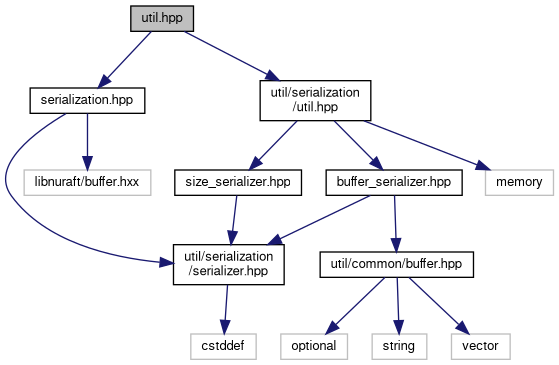 util.hpp
serialization.hpp
util/serialization
/util.hpp
libnuraft/buffer.hxx
size_serializer.hpp
buffer_serializer.hpp
memory
util/serialization
/serializer.hpp
util/common/buffer.hpp
cstddef
optional
string
vector